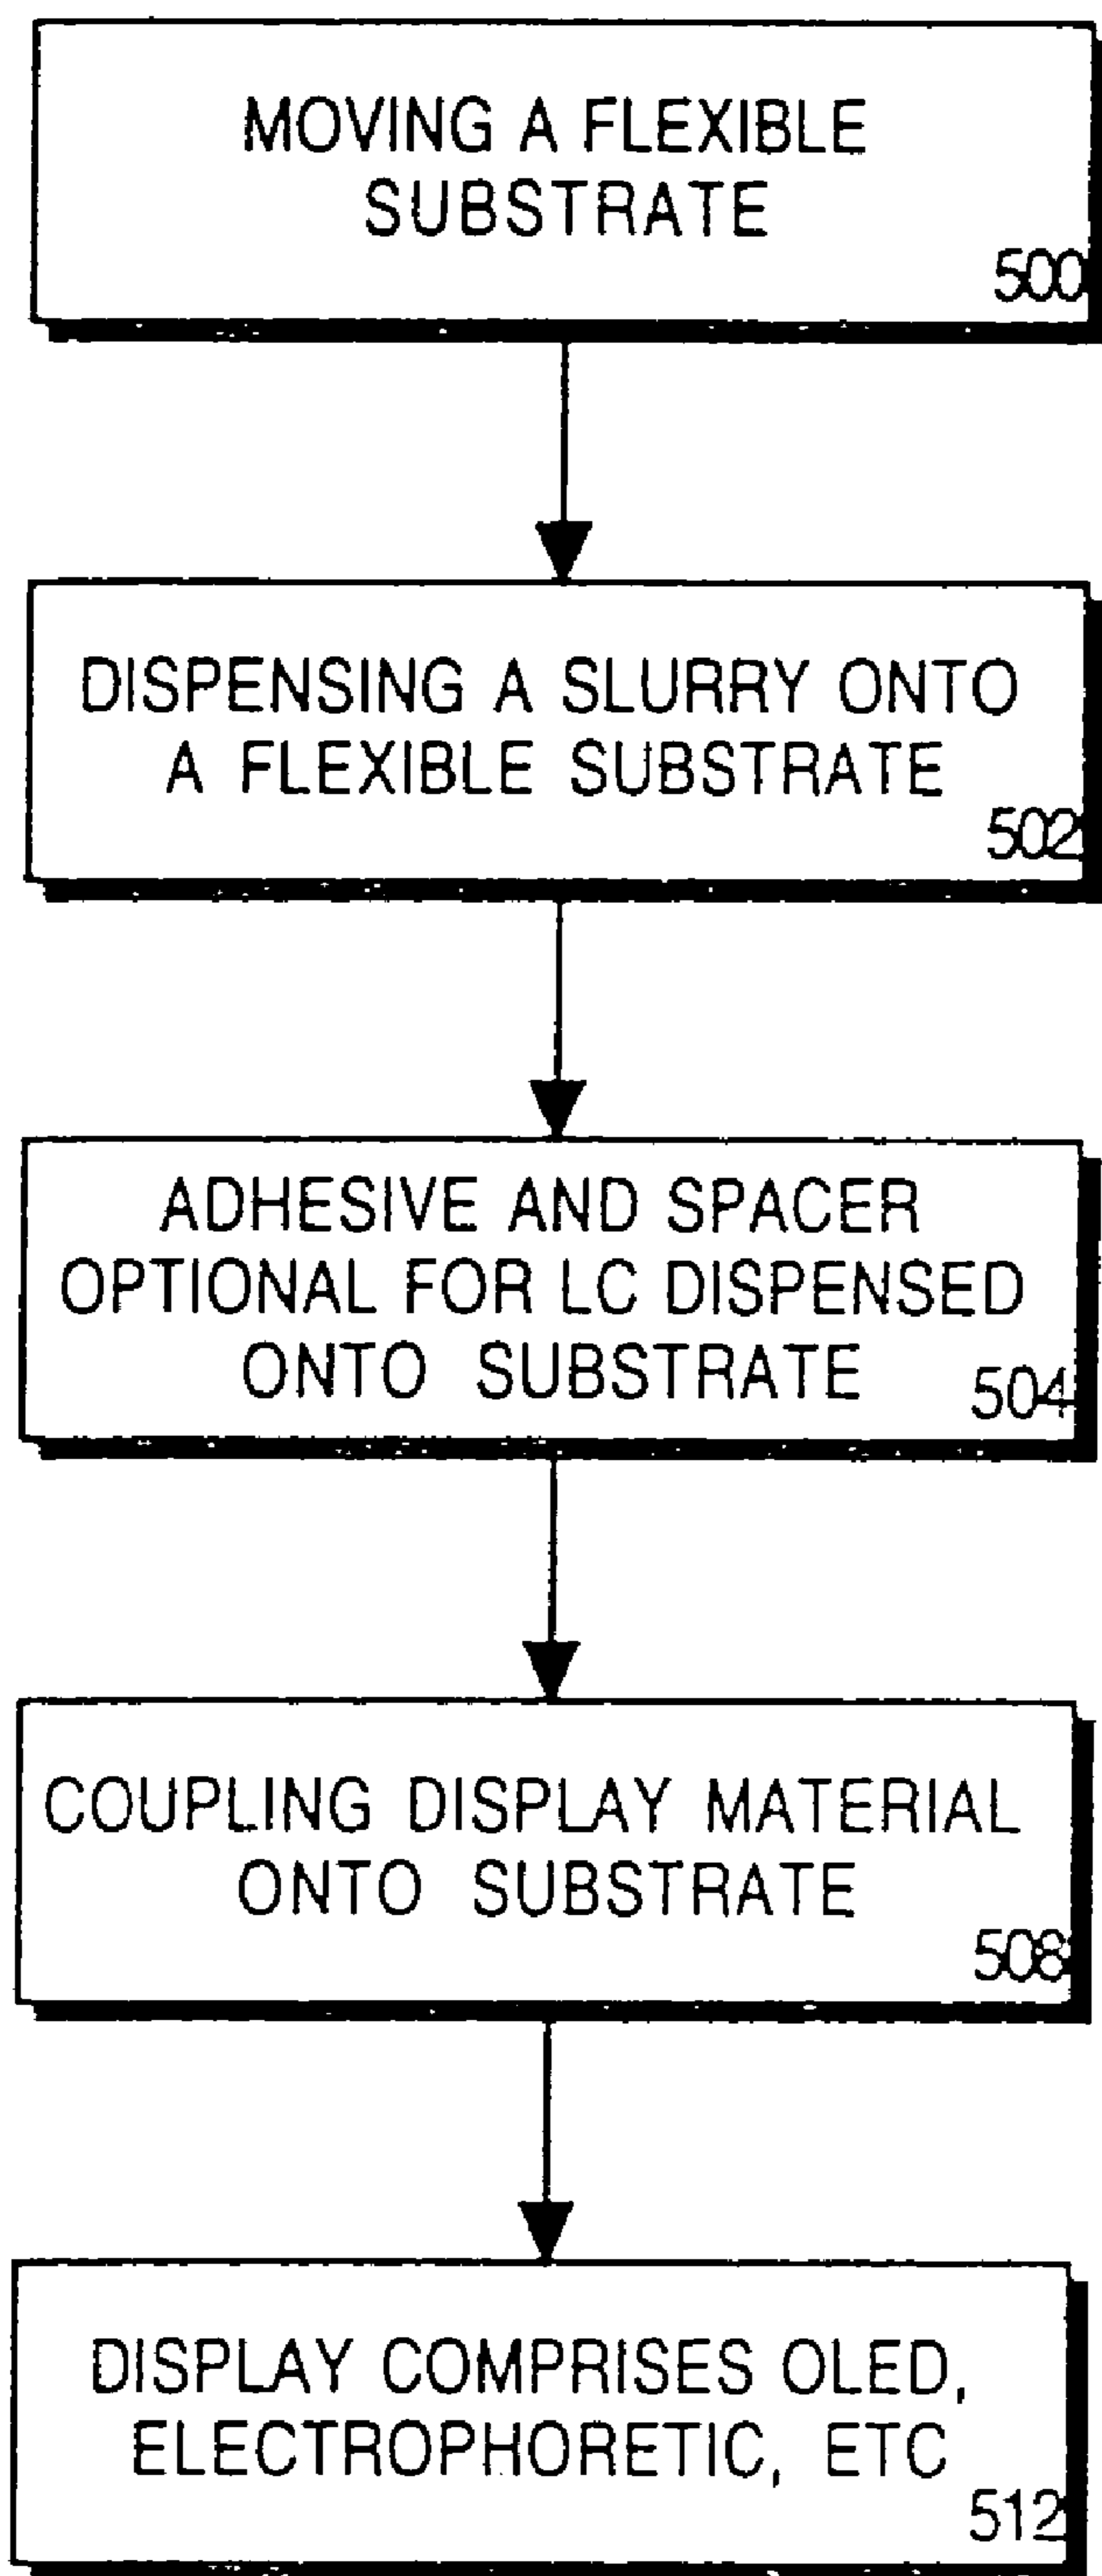 MOVING A FLEXIBLE
SUBSTRATE
500
DISPENSING A SLURRY ONTO
A FLEXIBLE SUBSTRATE
502
ADHESIVE AND SPACER
OPTIONAL FOR LC DISPENSED
ONTO SUBSTRATE
504
COUPLING DISPLAY MATERIAL
ONTO SUBSTRATE
508
DISPLAY COMPRISES OLED,
ELECTROPHORETIC, ETC
512